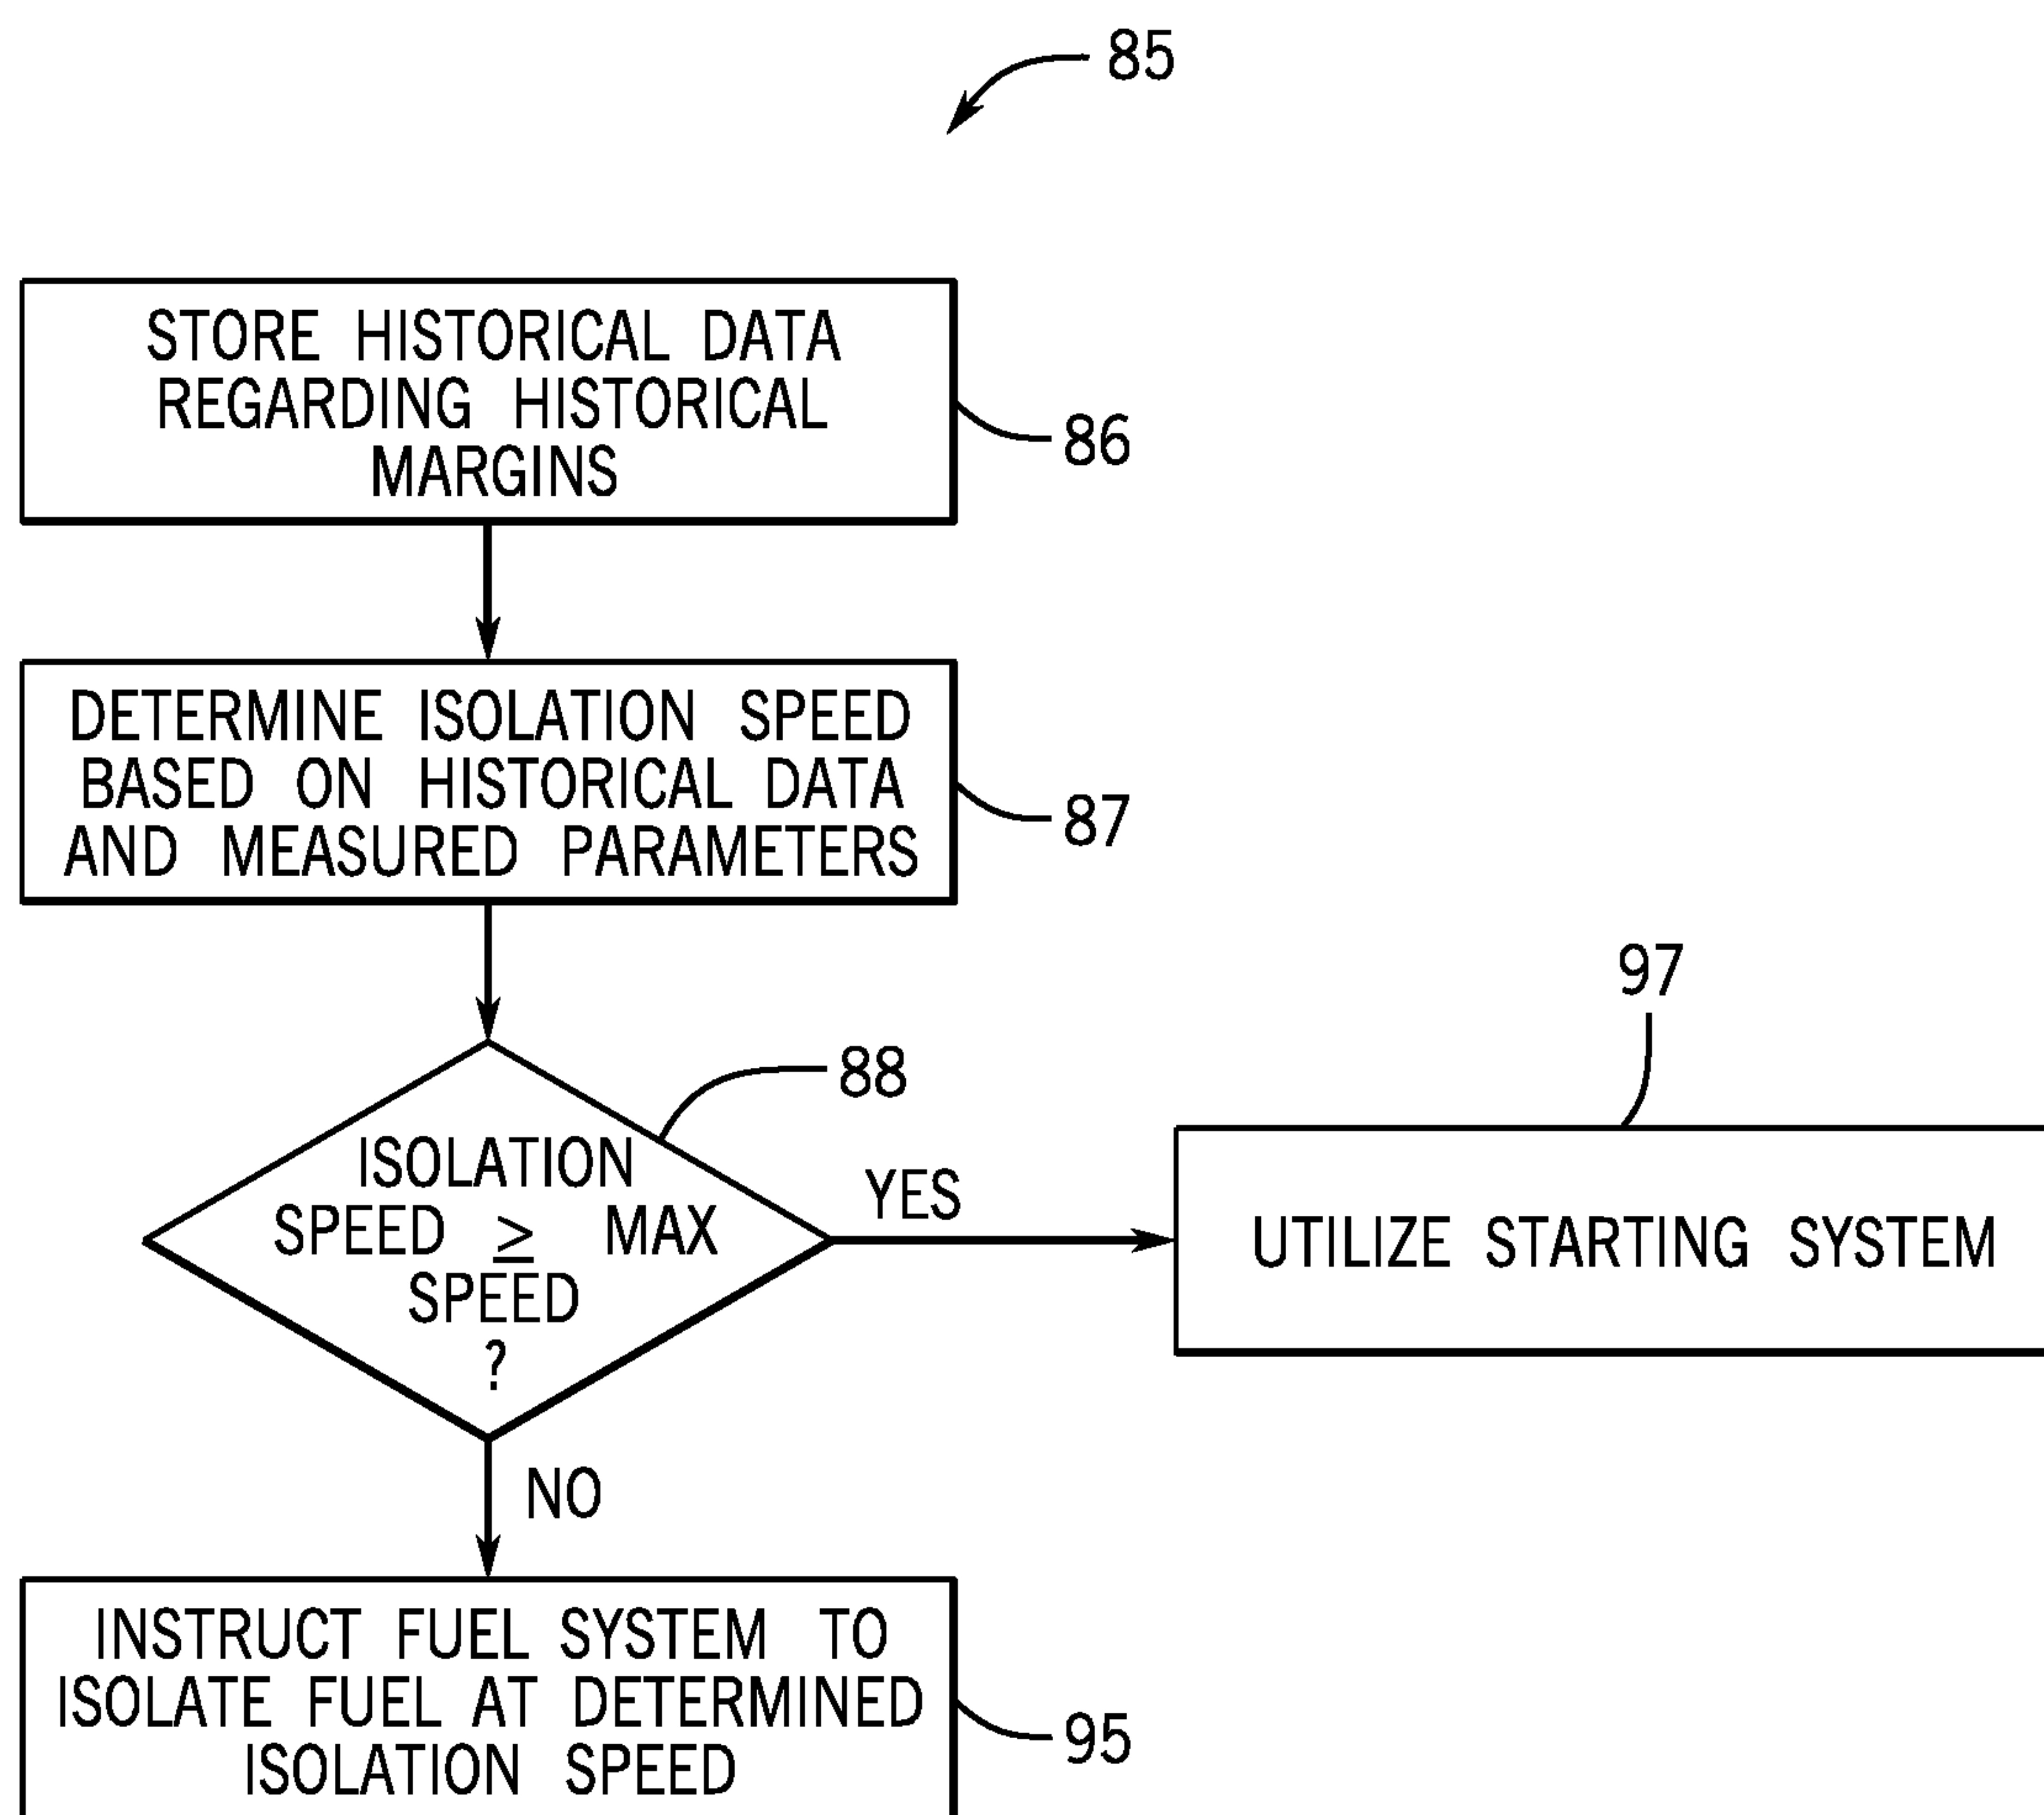 85
STORE HISTORICAL DATA
REGARDING HISTORICAL
MARGINS
86
DETERMINE ISOLATION SPEED
BASED ON HISTORICAL DATA
AND MEASURED PARAMETERS
87
88
ISOLATION
SPEED ≥ MAX
SPEED
?
YES
97
UTILIZE STARTING SYSTEM
NO
INSTRUCT FUEL SYSTEM TO
ISOLATE FUEL AT DETERMINED
ISOLATION SPEED
95